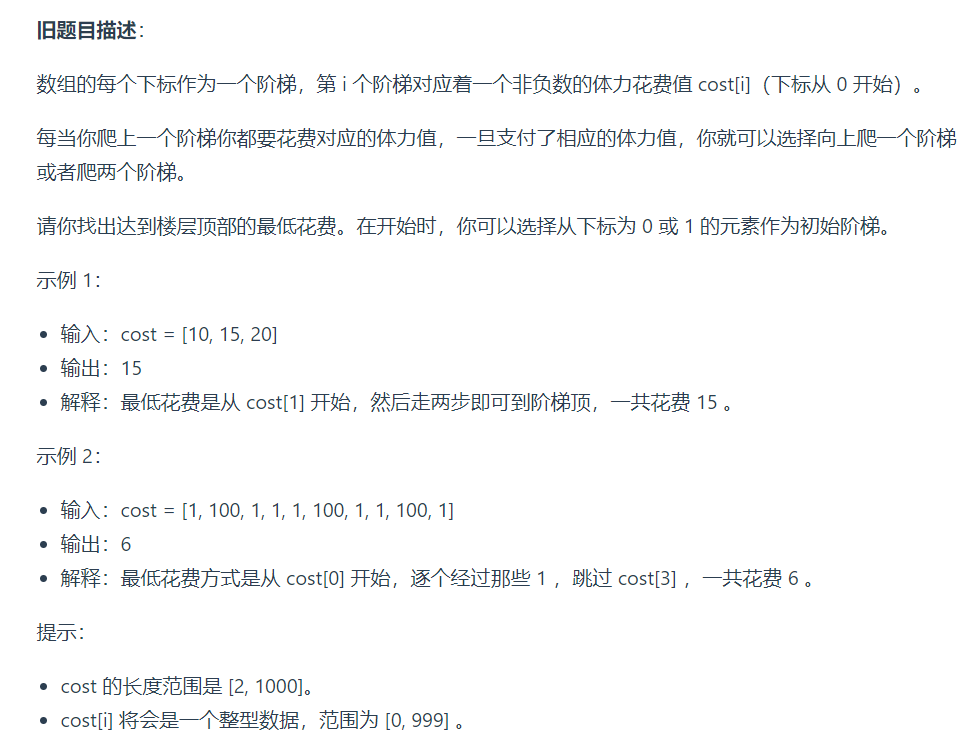 旧题目描述：
数组的每个下标作为一个阶梯，第 i 个阶梯对应着一个非负数的体力花费值 cost[i]（下标从 0 开始）。
每当你爬上一个阶梯你都要花费对应的体力值，一旦支付了相应的体力值，你就可以选择向上爬一个阶梯
或者爬两个阶梯。
请你找出达到楼层顶部的最低花费。在开始时，你可以选择从下标为 0 或 1 的元素作为初始阶梯。
示例 1：
• 输入：cost = [10, 15, 20]
• 输出：15
• 解释：最低花费是从 cost[1] 开始，然后走两步即可到阶梯顶，一共花费 15 。
示例 2：
• 输入：cost = [1, 100, 1, 1, 1, 100, 1, 1, 100, 1]
• 输出：6
• 解释：最低花费方式是从 cost[0] 开始，逐个经过那些 1 ，跳过 cost[3] ，一共花费 6 。
提示：
• cost 的长度范围是 [2, 1000]。
• cost[i] 将会是一个整型数据，范围为 [0, 999] 。